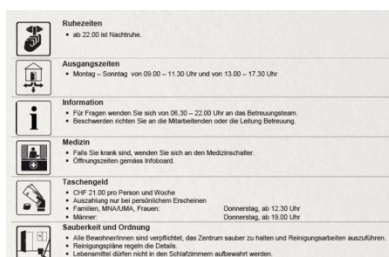 Ruhezeiten
• ab 22.00 ist Nachtruhe.
Ausgangszeiten
• Montag – Sonntag von 09.00 – 11.30 Uhr und von 13.00 – 17.30 Uhr
Information
• Für Fragen wenden Sie sich von 06.30 – 22.00 Uhr an das Betreuungsteam.
• Beschwerden richten Sie an die Mitarbeitenden oder die Leitung Betreuung.
Medizin
• Falls Sie krank sind, wenden Sie sich an den Medizinschalter.
• Öffnungszeiten gemäss Infoboard.
Taschengeld
• CHF 21.00 pro Person und Woche
• Auszahlung nur bei persönlichem Erscheinen
• Familien, MNA/UMA, Frauen: Donnerstag, ab 12.30 Uhr
• Männer: Donnerstag, ab 19.00 Uhr
Sauberkeit und Ordnung
• Alle Bewohner/innen sind verpflichtet, das Zentrum sauber zu halten und Reinigungsarbeiten auszuführen.
• Reinigungspläne regeln die Details.
• Lebensmittel dürfen nicht in den Schlafzimmern aufbewahrt werden.